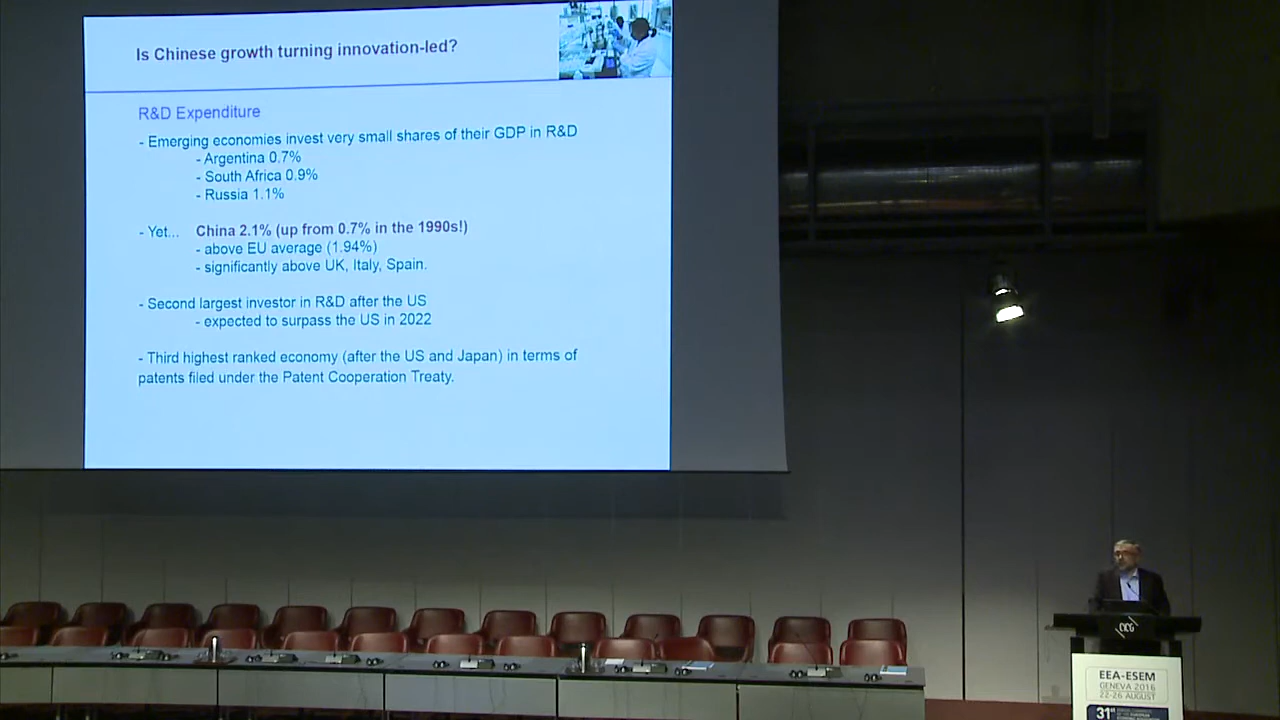 Is Chinese growth turning innovation-led?
R&D Expenditure
- Emerging economies invest very small shares of their GDP in R&D
- Argentina 0.7%
- South Africa 0.9%
- Russia 1.1%
- Yet... China 2.1% (up from 0.7% in the 1990s!)
- above EU average (1.94%)
- significantly above UK, Italy, Spain.
- Second largest investor in R&D after the US
- expected to surpass the US in 2022
- Third highest ranked economy (after the US and Japan) in terms of
patents filed under the Patent Cooperation Treaty.
CICG
EEA-ESEM
GENEVA 2016
22-26 AUGUST
31st